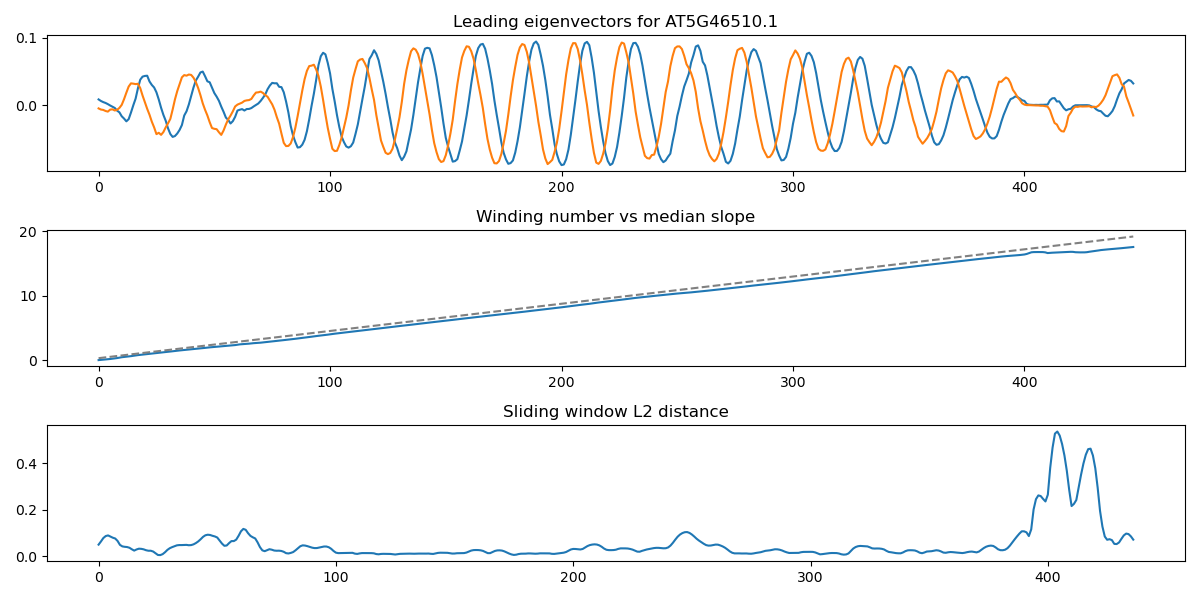 Leading eigenvectors for AT5G46510.1
0.1
0.0
0 100 200 300 400
Winding number vs median slope
20
10
0
0 100 200 300 400
Sliding window L2 distance
0.4
0.2
0.0
0 100 200 300 400